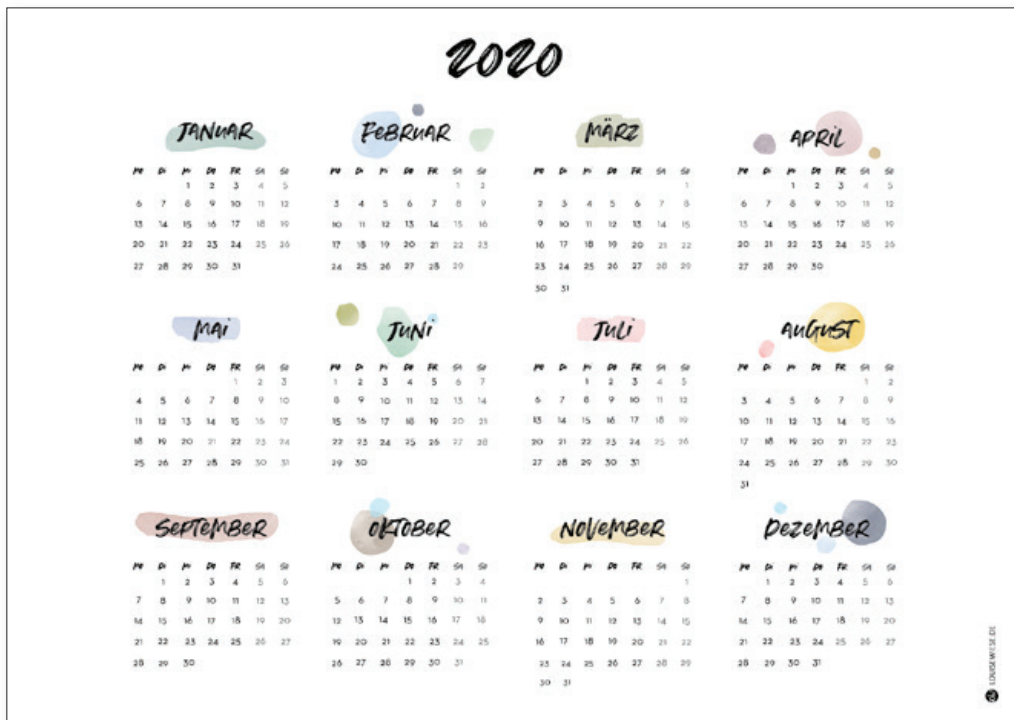 2020
JANUAR
MO DI MI DO FR SA SO
1 2 3 4 5
6 7 8 9 10 11 12
13 14 15 16 17 18 19
20 21 22 23 24 25 26
27 28 29 30 31
FEBRUAR
MO DI MI DO FR SA SO
1 2
3 4 5 6 7 8 9
10 11 12 13 14 15 16
17 18 19 20 21 22 23
24 25 26 27 28 29
MÄRZ
MO DI MI DO FR SA SO
1
2 3 4 5 6 7 8
9 10 11 12 13 14 15
16 17 18 19 20 21 22
23 24 25 26 27 28 29
30 31
APRIL
MO DI MI DO FR SA SO
1 2 3 4 5
6 7 8 9 10 11 12
13 14 15 16 17 18 19
20 21 22 23 24 25 26
27 28 29 30
MAI
MO DI MI DO FR SA SO
1 2 3
4 5 6 7 8 9 10
11 12 13 14 15 16 17
18 19 20 21 22 23 24
25 26 27 28 29 30 31
JUNI
MO DI MI DO FR SA SO
1 2 3 4 5 6 7
8 9 10 11 12 13 14
15 16 17 18 19 20 21
22 23 24 25 26 27 28
29 30
JULI
MO DI MI DO FR SA SO
1 2 3 4 5
6 7 8 9 10 11 12
13 14 15 16 17 18 19
20 21 22 23 24 25 26
27 28 29 30 31
AUGUST
MO DI MI DO FR SA SO
1 2
3 4 5 6 7 8 9
10 11 12 13 14 15 16
17 18 19 20 21 22 23
24 25 26 27 28 29 30
31
SEPTEMBER
MO DI MI DO FR SA SO
1 2 3 4 5 6
7 8 9 10 11 12 13
14 15 16 17 18 19 20
21 22 23 24 25 26 27
28 29 30
OKTOBER
MO DI MI DO FR SA SO
1 2 3 4
5 6 7 8 9 10 11
12 13 14 15 16 17 18
19 20 21 22 23 24 25
26 27 28 29 30 31
NOVEMBER
MO DI MI DO FR SA SO
1
2 3 4 5 6 7 8
9 10 11 12 13 14 15
16 17 18 19 20 21 22
23 24 25 26 27 28 29
30 31
DEZEMBER
MO DI MI DO FR SA SO
1 2 3 4 5 6
7 8 9 10 11 12 13
14 15 16 17 18 19 20
21 22 23 24 25 26 27
28 29 30 31